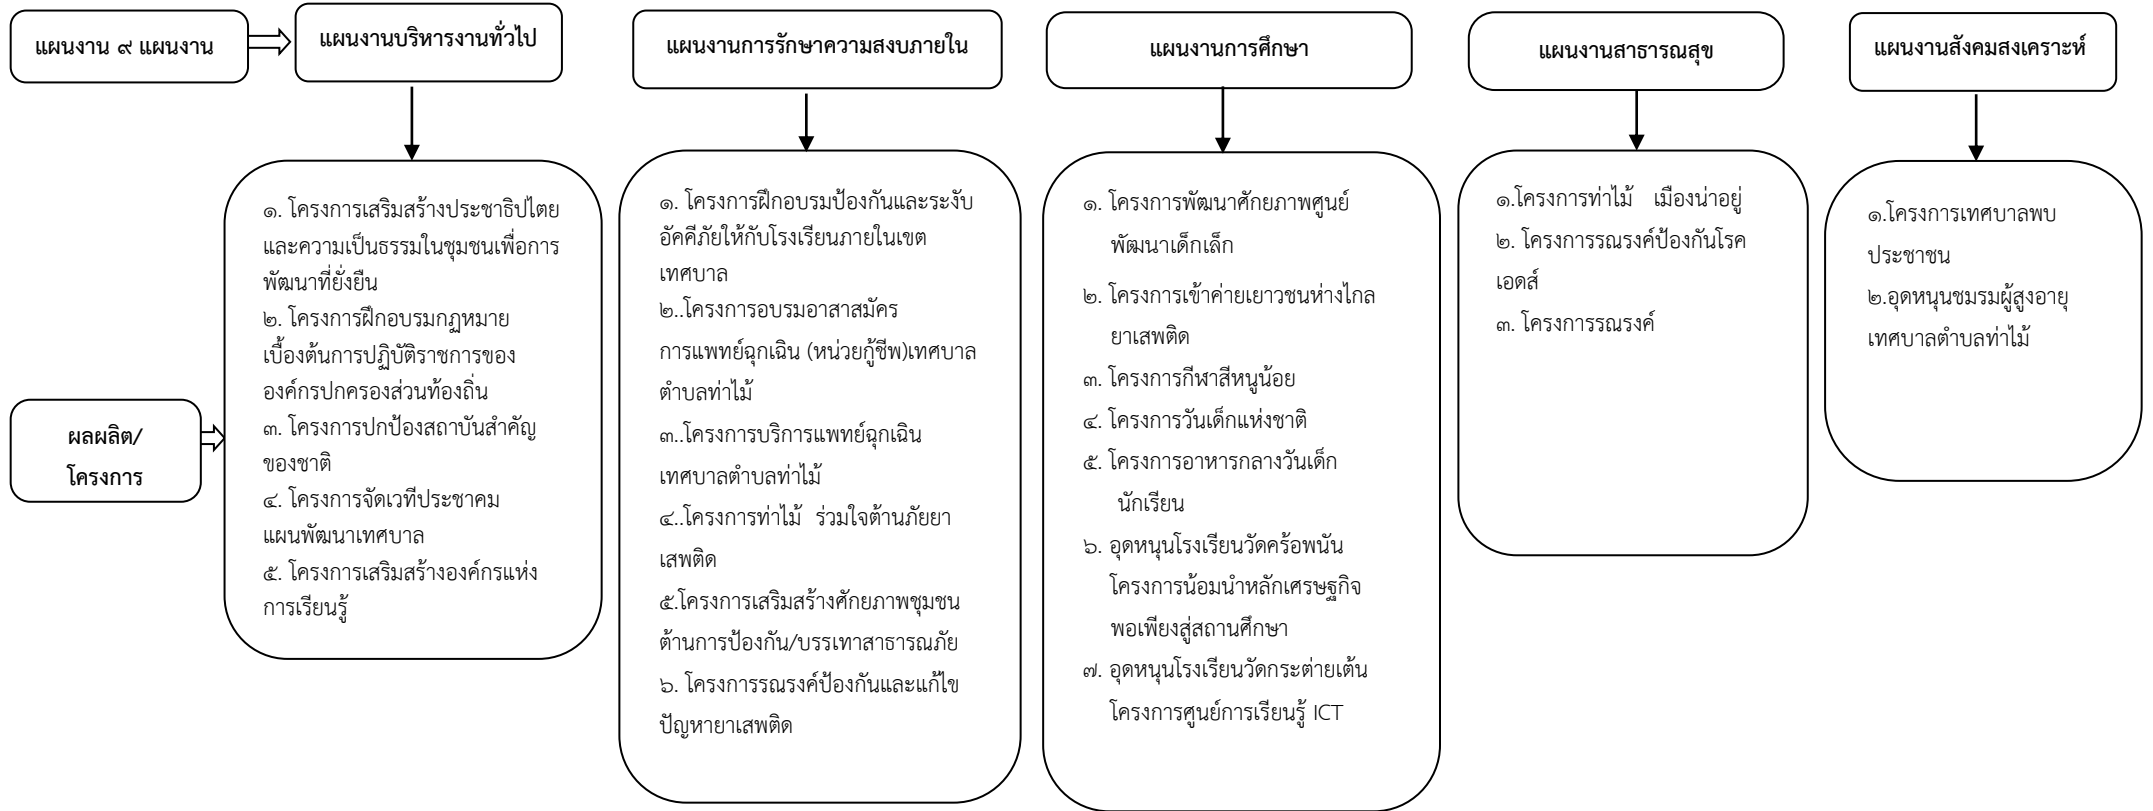 แผนงาน ๙ แผนงาน
แผนงานบริหารงานทั่วไป
แผนงานการรักษาความสงบภายใน
แผนงานการศึกษา
แผนงานสาธารณสุข
แผนงานสังคมสงเคราะห์
ผลผลิต/
โครงการ
๑. โครงการเสริมสร้างประชาธิปไตย
และความเป็นธรรมในชุมชนเพื่อการ
พัฒนาที่ยั่งยืน
๒. โครงการฝึกอบรมกฎหมาย
เบื้องต้นการปฏิบัติราชการของ
องค์กรปกครองส่วนท้องถิ่น
๓. โครงการปกป้องสถาบันสำคัญ
ของชาติ
๔. โครงการจัดเวทีประชาคม
แผนพัฒนาเทศบาล
๕. โครงการเสริมสร้างองค์กรแห่ง
การเรียนรู้
๑. โครงการฝึกอบรมป้องกันและระงับ
อัคคีภัยให้กับโรงเรียนภายในเขต
เทศบาล
๒..โครงการอบรมอาสาสมัคร
การแพทย์ฉุกเฉิน (หน่วยกู้ชีพ)เทศบาล
ตำบลท่าไม้
๓..โครงการบริการแพทย์ฉุกเฉิน
เทศบาลตำบลท่าไม้
๔..โครงการท่าไม้ ร่วมใจต้านภัยยา
เสพติด
๕.โครงการเสริมสร้างศักยภาพชุมชน
ด้านการป้องกัน/บรรเทาสาธารณภัย
๖. โครงการรณรงค์ป้องกันและแก้ไข
ปัญหายาเสพติด
๑. โครงการพัฒนาศักยภาพศูนย์
พัฒนาเด็กเล็ก
๒. โครงการเข้าค่ายเยาวชนห่างไกล
ยาเสพติด
๓. โครงการกีฬาสีหนูน้อย
๔. โครงการวันเด็กแห่งชาติ
๕. โครงการอาหารกลางวันเด็ก
นักเรียน
๖. อุดหนุนโรงเรียนวัดคร้อพนัน
โครงการน้อมนำหลักเศรษฐกิจ
พอเพียงสู่สถานศึกษา
๗. อุดหนุนโรงเรียนวัดกระต่ายเต้น
โครงการศูนย์การเรียนรู้ ICT
๑.โครงการท่าไม้ เมืองน่าอยู่
๒. โครงการรณรงค์ป้องกันโรค
เอดส์
๓. โครงการรณรงค์
๑.โครงการเทศบาลพบ
ประชาชน
๒.อุดหนุนชมรมผู้สูงอายุ
เทศบาลตำบลท่าไม้